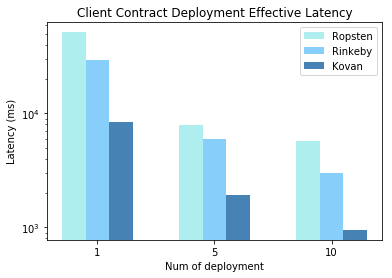 Client Contract Deployment Effective Latency
Ropsten
Rinkeby
Kovan
Latency (ms)
10⁴
10³
1 5 10
Num of deployment